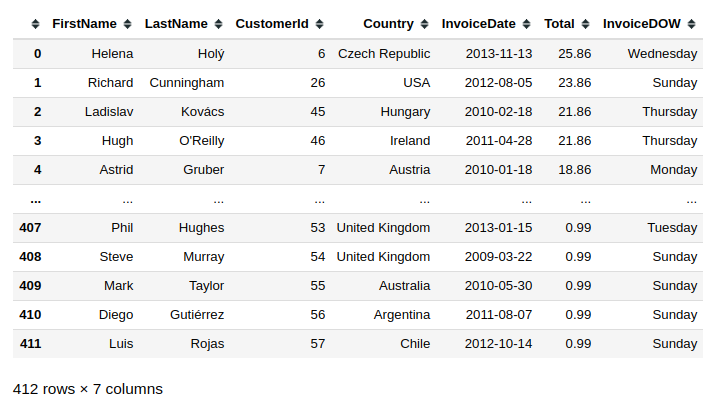 FirstName LastName CustomerId Country InvoiceDate Total InvoiceDOW
0 Helena Holý 6 Czech Republic 2013-11-13 25.86 Wednesday
1 Richard Cunningham 26 USA 2012-08-05 23.86 Sunday
2 Ladislav Kovács 45 Hungary 2010-02-18 21.86 Thursday
3 Hugh O'Reilly 46 Ireland 2011-04-28 21.86 Thursday
4 Astrid Gruber 7 Austria 2010-01-18 18.86 Monday
... ... ... ... ... ... ... ...
407 Phil Hughes 53 United Kingdom 2013-01-15 0.99 Tuesday
408 Steve Murray 54 United Kingdom 2009-03-22 0.99 Sunday
409 Mark Taylor 55 Australia 2010-05-30 0.99 Sunday
410 Diego Gutiérrez 56 Argentina 2011-08-07 0.99 Sunday
411 Luis Rojas 57 Chile 2012-10-14 0.99 Sunday
412 rows × 7 columns